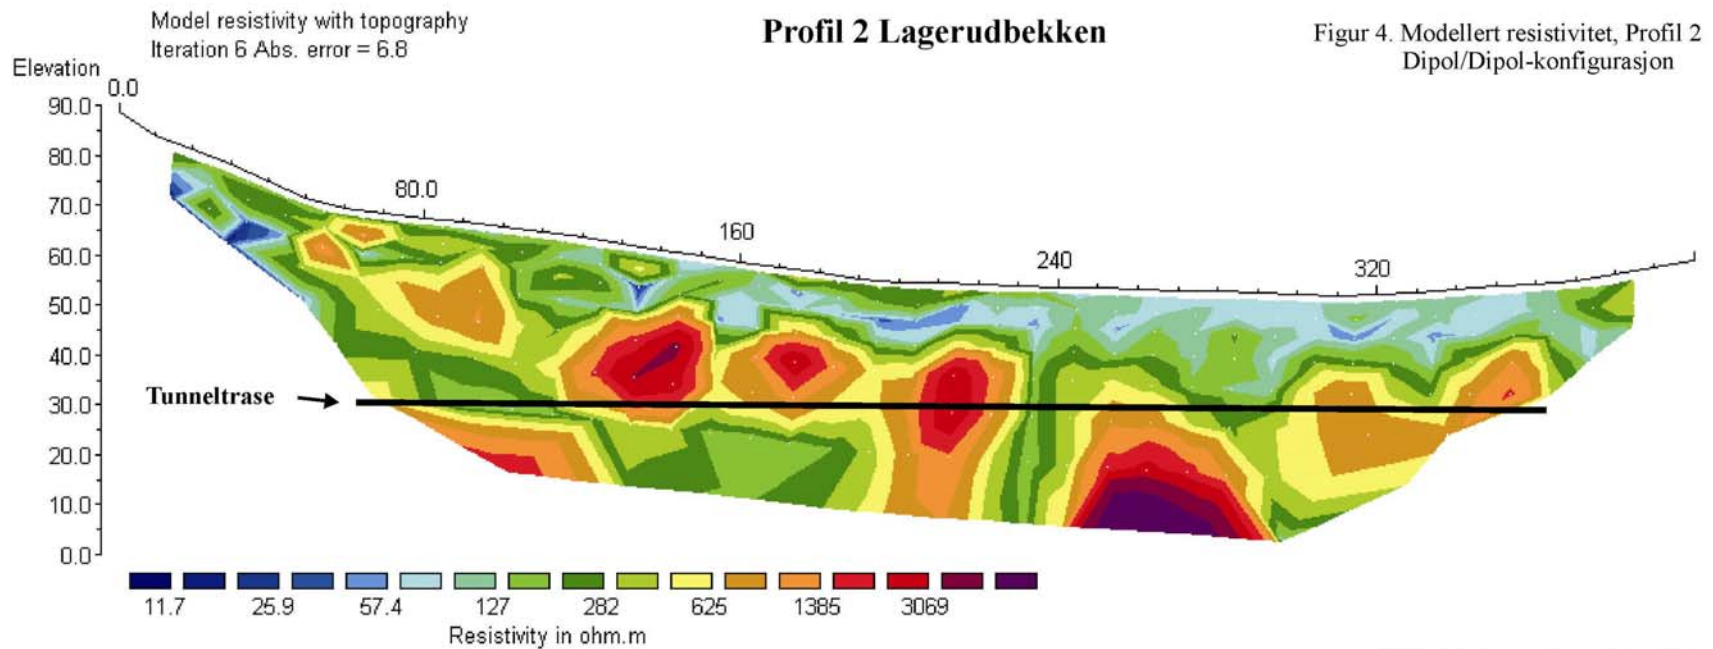 Model resistivity with topography
Iteration 6 Abs. error = 6.8
Profil 2 Lagerudbekken
Figur 4. Modellert resistivitet, Profil 2
Dipol/Dipol-konfigurasjon
Elevation
0.0
90.0
80.0
70.0
60.0
50.0
40.0
30.0
20.0
10.0
0.0
80.0
160
240
320
Tunneltrase
11.7 25.9 57.4 127 282 625 1385 3069
Resistivity in ohm.m